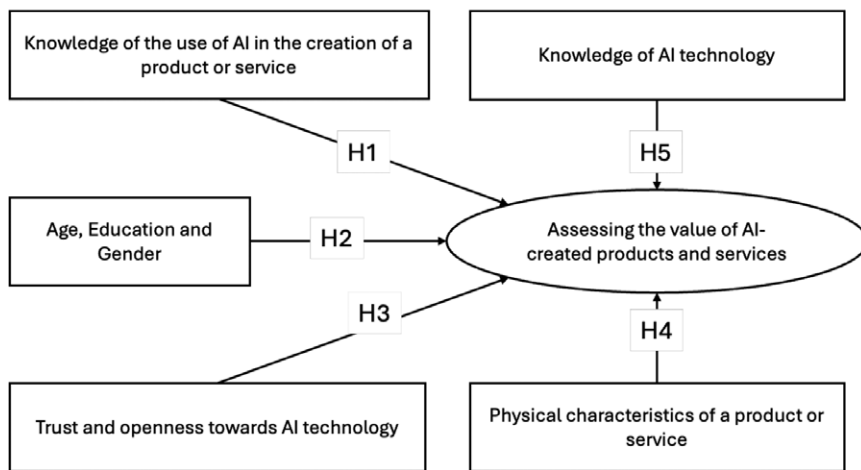 Knowledge of the use of AI in the creation of a
product or service
Knowledge of AI technology
H1
H5
Age, Education and
Gender
H2
Assessing the value of AI-
created products and services
H3
H4
Trust and openness towards AI technology
Physical characteristics of a product or
service